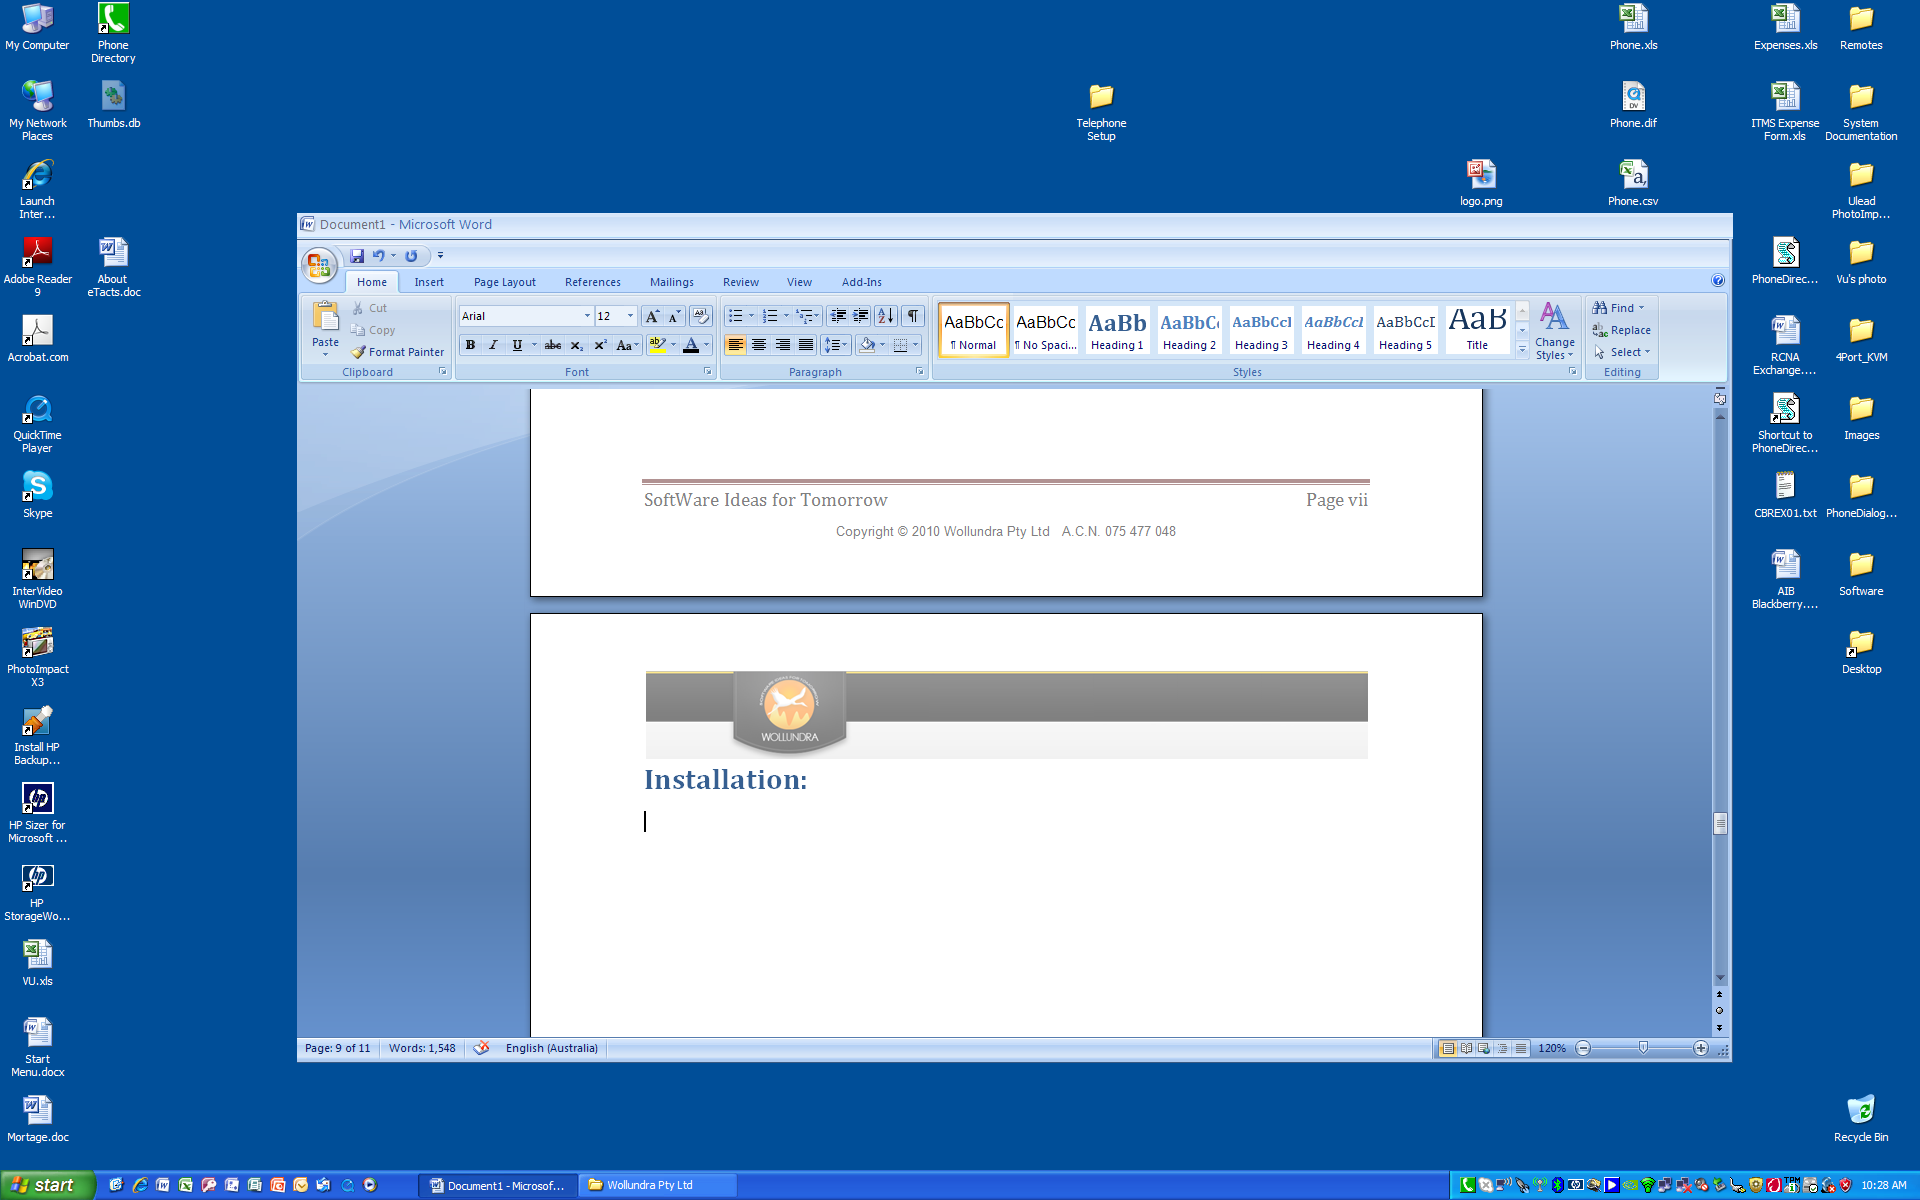 My Computer
Phone
Directory
My Network
Places
Thumbs.db
Launch
Inter...
Adobe Reader
9
About
eTacts.doc
Acrobat.com
QuickTime
Player
Skype
InterVideo
WinDVD
PhotoImpact
X3
Install HP
Backup...
HP Sizer for
Microsoft ...
HP
StorageWo...
VU.xls
Start
Menu.docx
Mortage.doc
Telephone
Setup
logo.png
Phone.xls
Phone.dif
Phone.csv
Expenses.xls
Remotes
ITMS Expense
Form.xls
System
Documentation
Ulead
PhotoImp...
PhoneDirec...
Vu's photo
RCNA
Exchange....
4Port_KVM
Shortcut to
PhoneDirec...
Images
CBREX01.txt
PhoneDialog...
AIB
Blackberry....
Software
Desktop
Recycle Bin
Document1 - Microsoft Word
Home Insert Page Layout References Mailings Review View Add-Ins
Paste
Cut
Copy
Format Painter
Clipboard
Arial 12
Font
Paragraph
AaBbCc AaBbCc AaBb AaBbC AaBbCcI AaBbCcI AaBbCcI AaB
¶ Normal ¶ No Spaci... Heading 1 Heading 2 Heading 3 Heading 4 Heading 5 Title
Change
Styles
Styles
Find
Replace
Select
Editing
SoftWare Ideas for Tomorrow Page vii
Copyright © 2010 Wollundra Pty Ltd A.C.N. 075 477 048
WOLLUNDRA
Installation:
Page: 9 of 11 Words: 1,548 English (Australia) 120%
start Document1 - Microsof... Wollundra Pty Ltd 10:28 AM